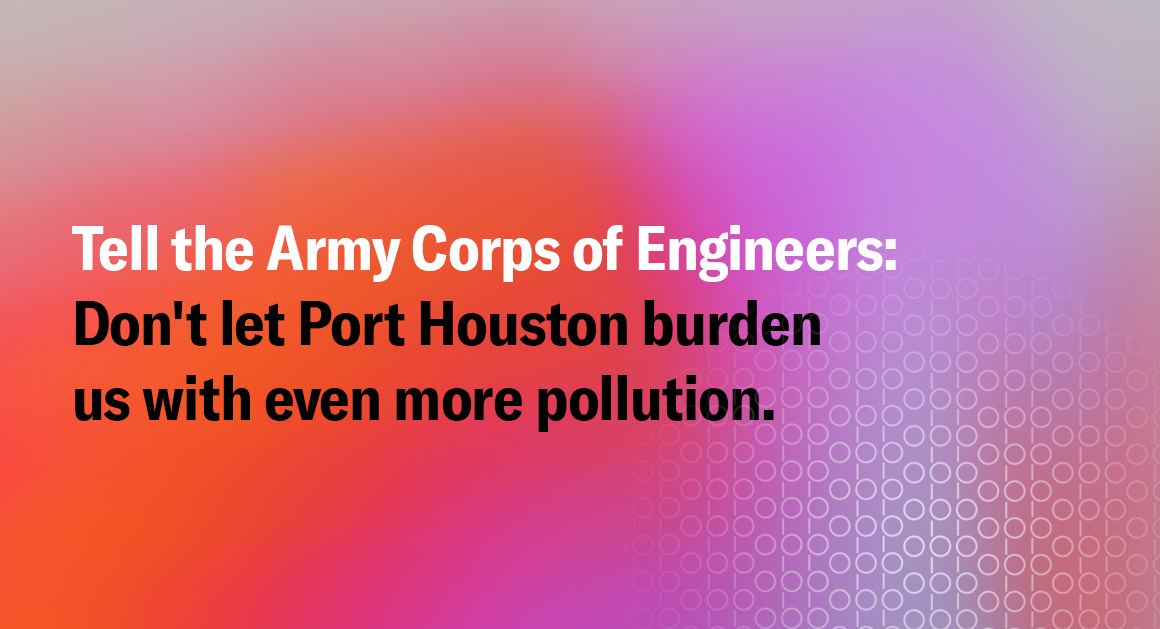 Tell the Army Corps of Engineers:
Don't let Port Houston burden
us with even more pollution.